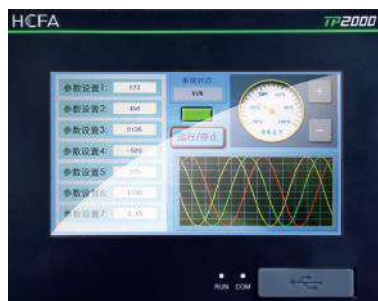 HCFA
TP2000
参数设置1:
123
参数设置2:
456
参数设置3:
参数设置4:
参数设置5:
参数设置6:
参数设置7:
系统状态
RUN
运行/停止
+
-
RUN COM